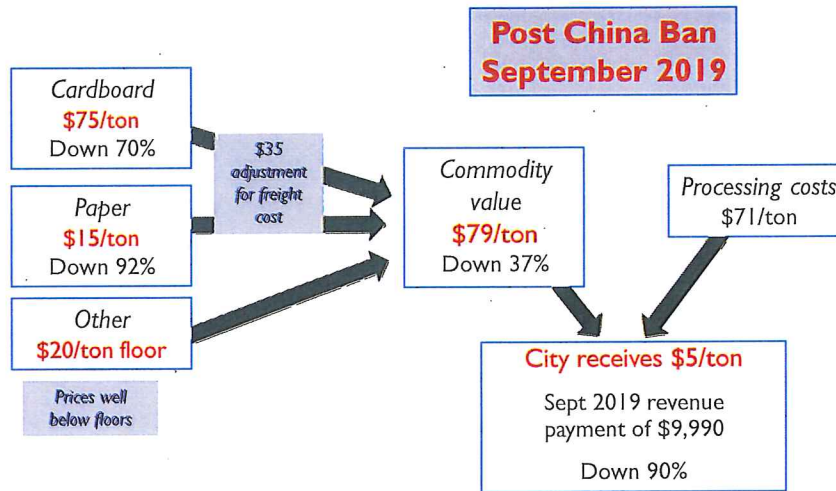 Post China Ban
September 2019
Cardboard
$75/ton
Down 70%
$35
adjustment
for freight
cost
Paper
$15/ton
Down 92%
Other
$20/ton floor
Prices well
below floors
Commodity
value
$79/ton
Down 37%
Processing costs
$71/ton
City receives $5/ton
Sept 2019 revenue
payment of $9,990
Down 90%